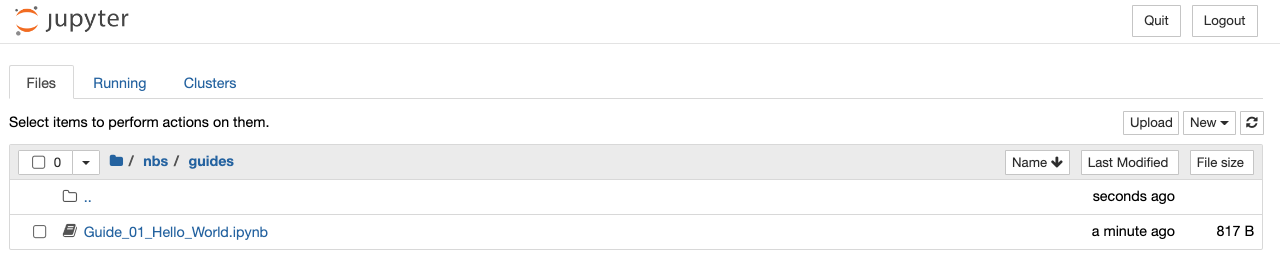 jupyter Quit Logout
Files Running Clusters
Select items to perform actions on them. Upload New
0 / nbs / guides Name Last Modified File size
.. seconds ago
Guide_01_Hello_World.ipynb a minute ago 817 B